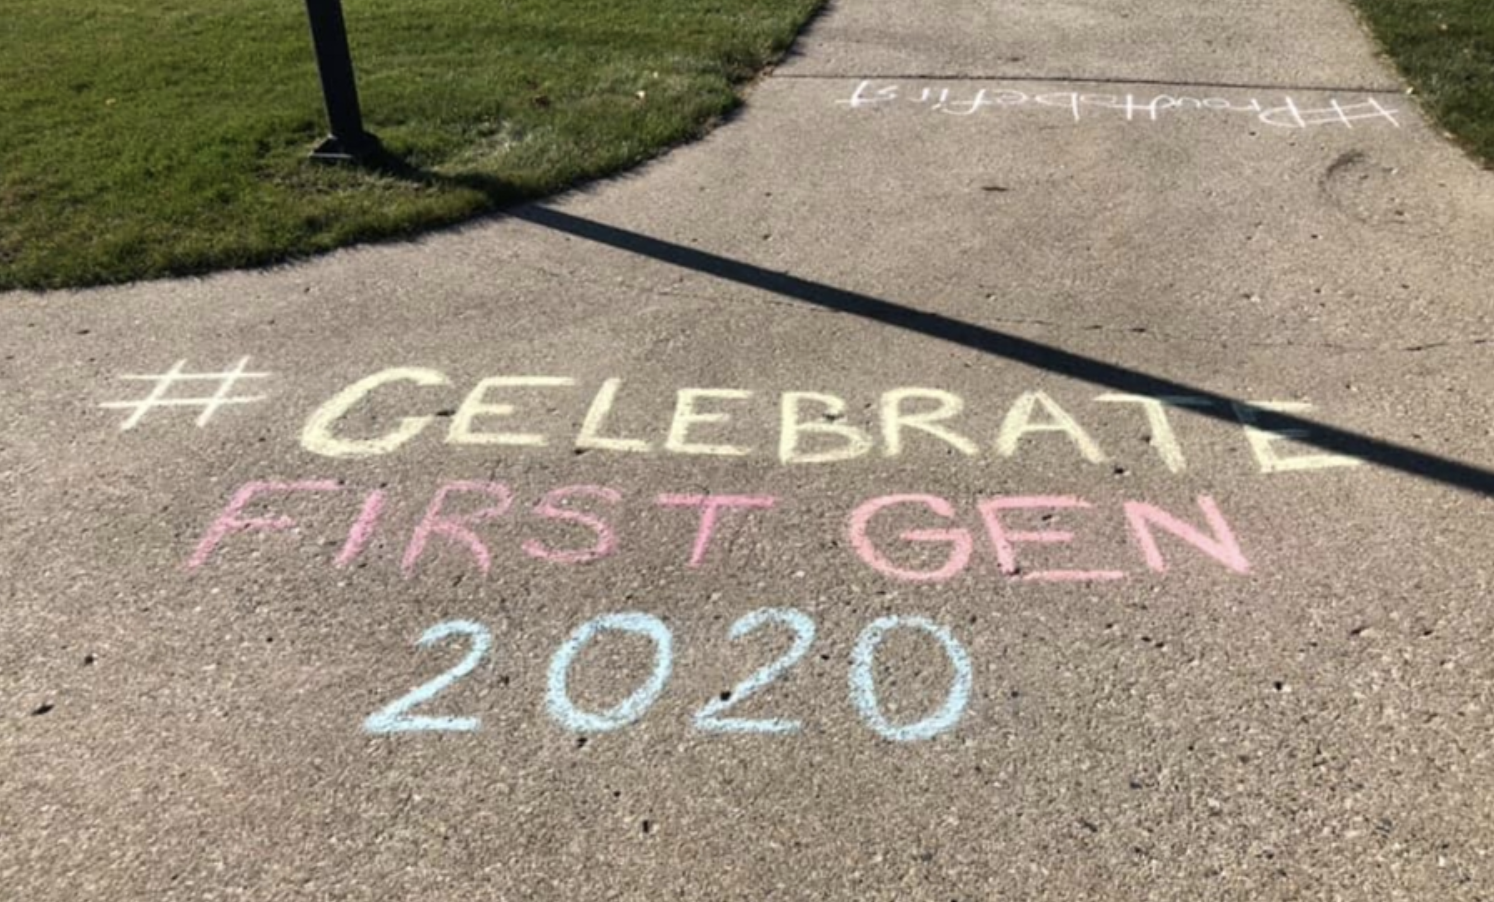 #ProudtobeFirst
#CELEBRATE
FIRST GEN
2020